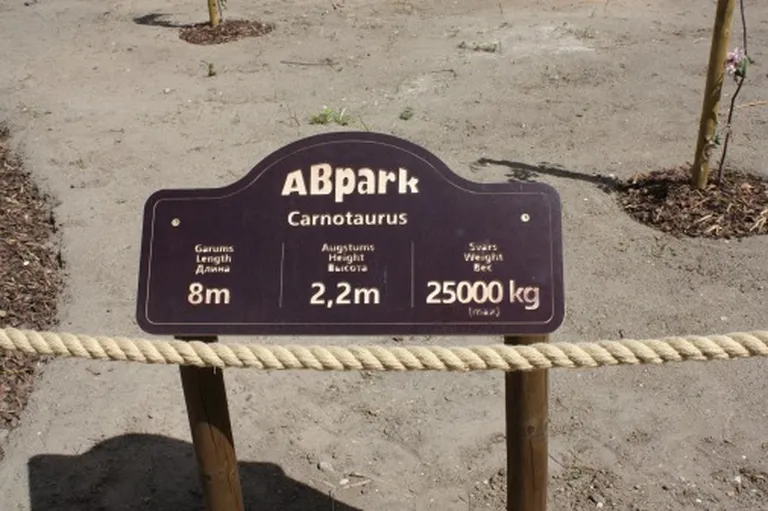 ABpark
Carnotaurus
Garums
Length
Длина
8m
Augstums
Height
Высота
2,2m
Svars
Weight
Вес
25000 kg
(max)